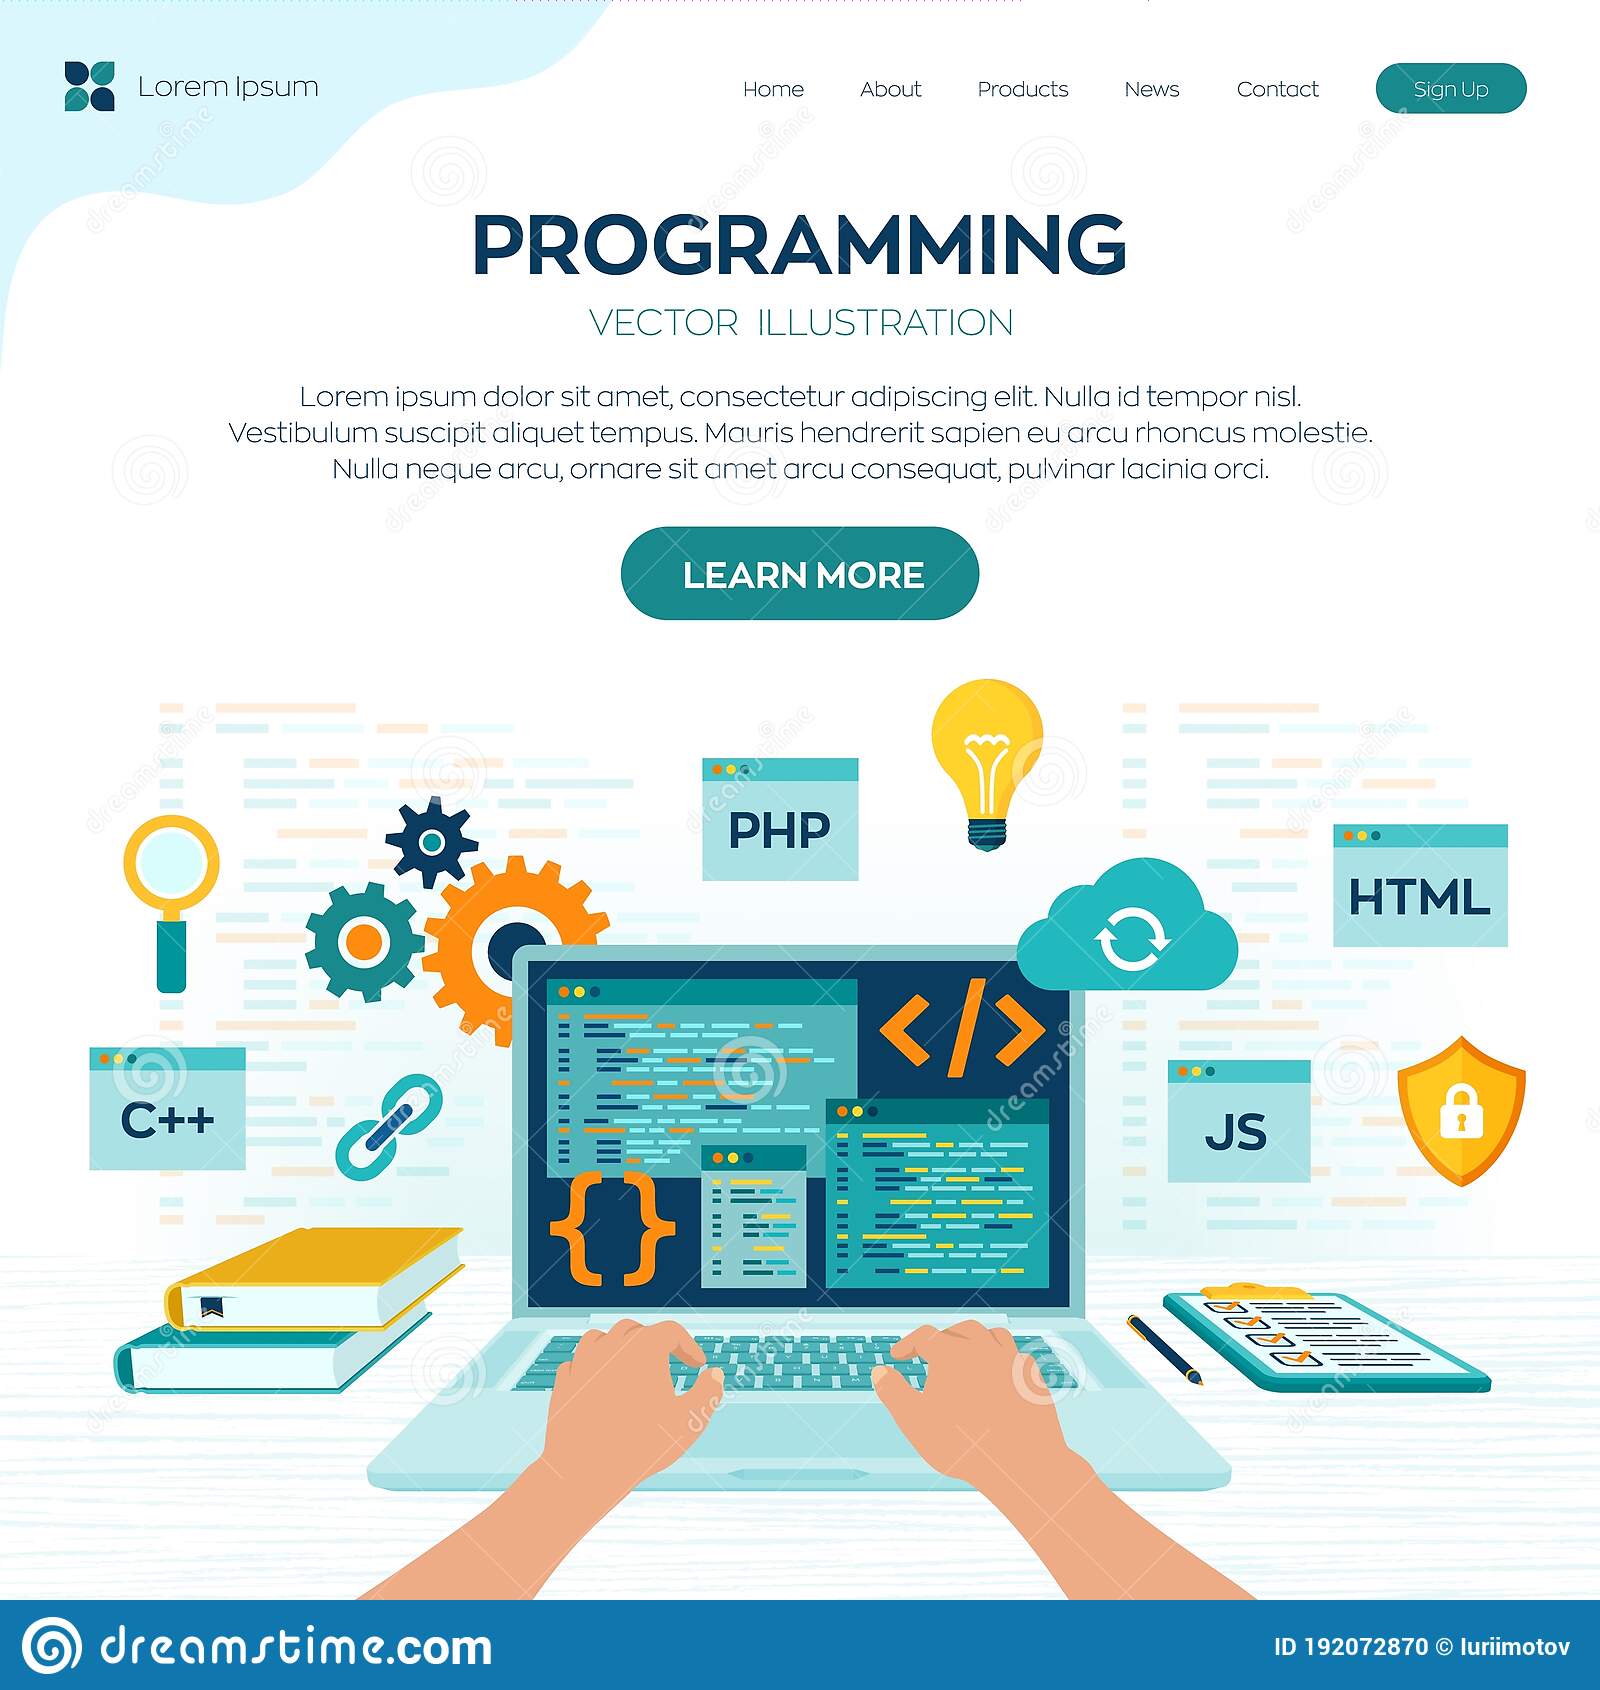 Lorem Ipsum
Home About Products News Contact Sign Up
PROGRAMMING
VECTOR ILLUSTRATION
Lorem ipsum dolor sit amet, consectetur adipiscing elit. Nulla id tempor nisl.
Vestibulum suscipit aliquet tempus. Mauris hendrerit sapien eu arcu rhoncus molestie.
Nulla neque arcu, ornare sit amet arcu consequat, pulvinar lacinia orci.
LEARN MORE
PHP
HTML
</>
C++
JS
{}
dreamstime.com
ID 192072870 © Iuriimotov